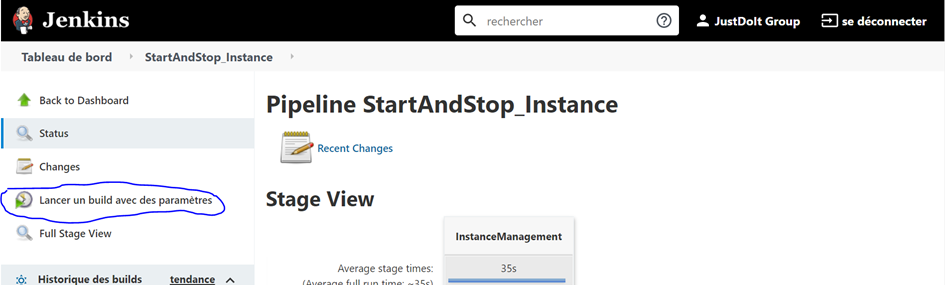 Jenkins
rechercher
JustDoIt Group
se déconnecter
Tableau de bord
StartAndStop_Instance
Back to Dashboard
Status
Changes
Lancer un build avec des paramètres
Full Stage View
Historique des builds
tendance
Pipeline StartAndStop_Instance
Recent Changes
Stage View
InstanceManagement
Average stage times:
35s
(Average full run time: ~35s)